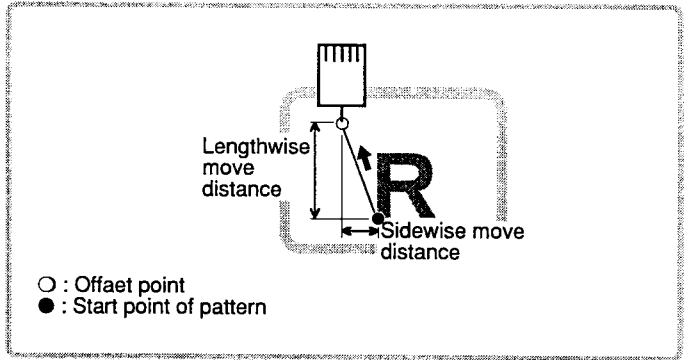 Lengthwise
move
distance
R
Sidewise move
distance
O : Offaet point
● : Start point of pattern